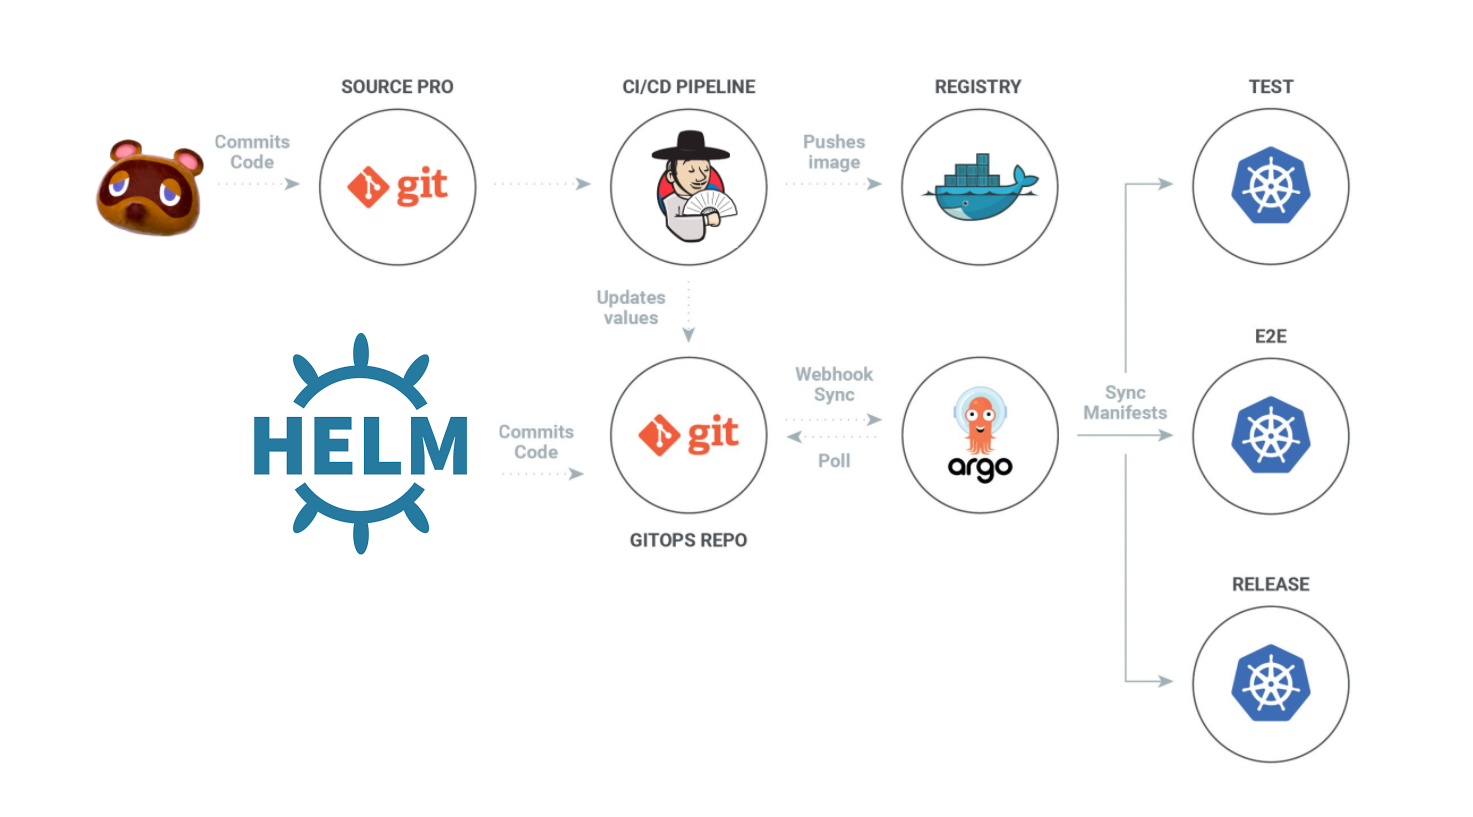 SOURCE PRO
CI/CD PIPELINE
REGISTRY
TEST
Commits
Code
git
Pushes
image
Updates
values
E2E
HELM
Commits
Code
git
Webhook
Sync
Poll
argo
Sync
Manifests
GITOPS REPO
RELEASE